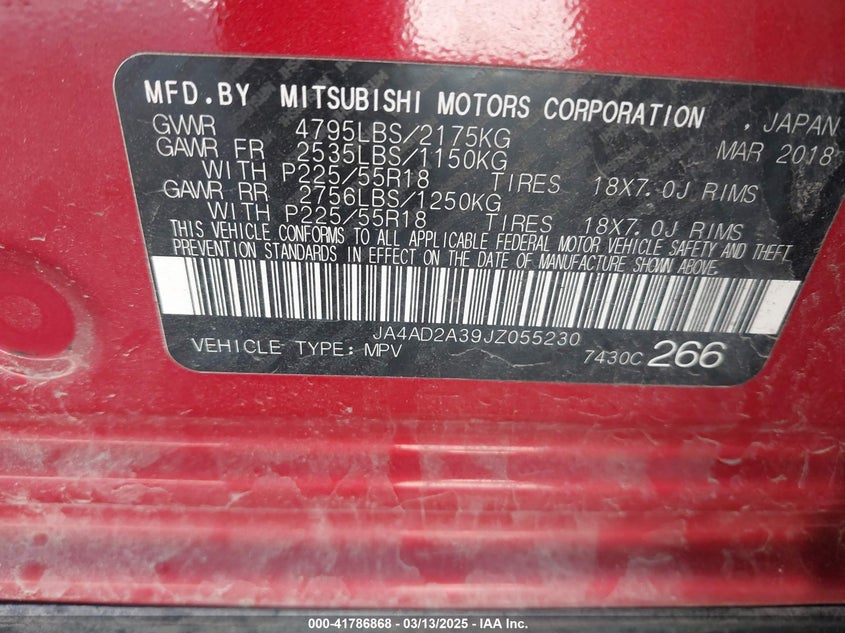 MFD.BY MITSUBISHI MOTORS CORPORATION , JAPAN
GVWR 4795LBS/2175KG MAR 2018
GAWR FR 2535LBS/1150KG
WITH P225/55R18 TIRES 18X7.0J RIMS
GAWR RR 2756LBS/1250KG
WITH P225/55R18 TIRES 18X7.0J RIMS
THIS VEHICLE CONFORMS TO ALL APPLICABLE FEDERAL MOTOR VEHICLE SAFETY AND THEFT
PREVENTION STANDARDS IN EFFECT ON THE DATE OF MANUFACTURE SHOWN ABOVE.
JA4AD2A39JZ055230
VEHICLE TYPE: MPV 7430C 266
000-41786868 - 03/13/2025 - IAA Inc.